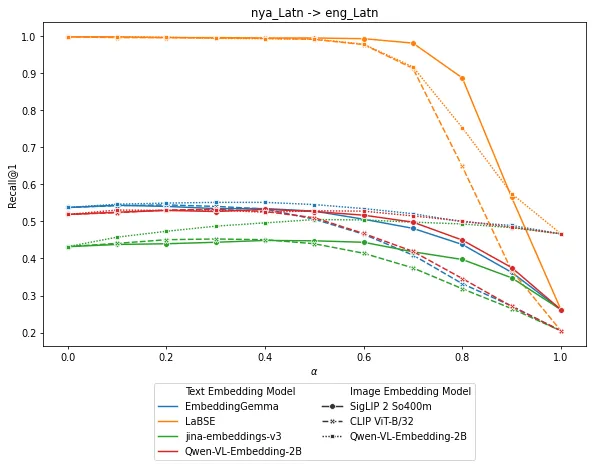 nya_Latn -> eng_Latn
1.0
0.9
0.8
0.7
0.6
0.5
0.4
0.3
0.2
Recall@1
0.0 0.2 0.4 0.6 0.8 1.0
α
Text Embedding Model Image Embedding Model
EmbeddingGemma SigLIP 2 So400m
LaBSE CLIP ViT-B/32
jina-embeddings-v3 Qwen-VL-Embedding-2B
Qwen-VL-Embedding-2B